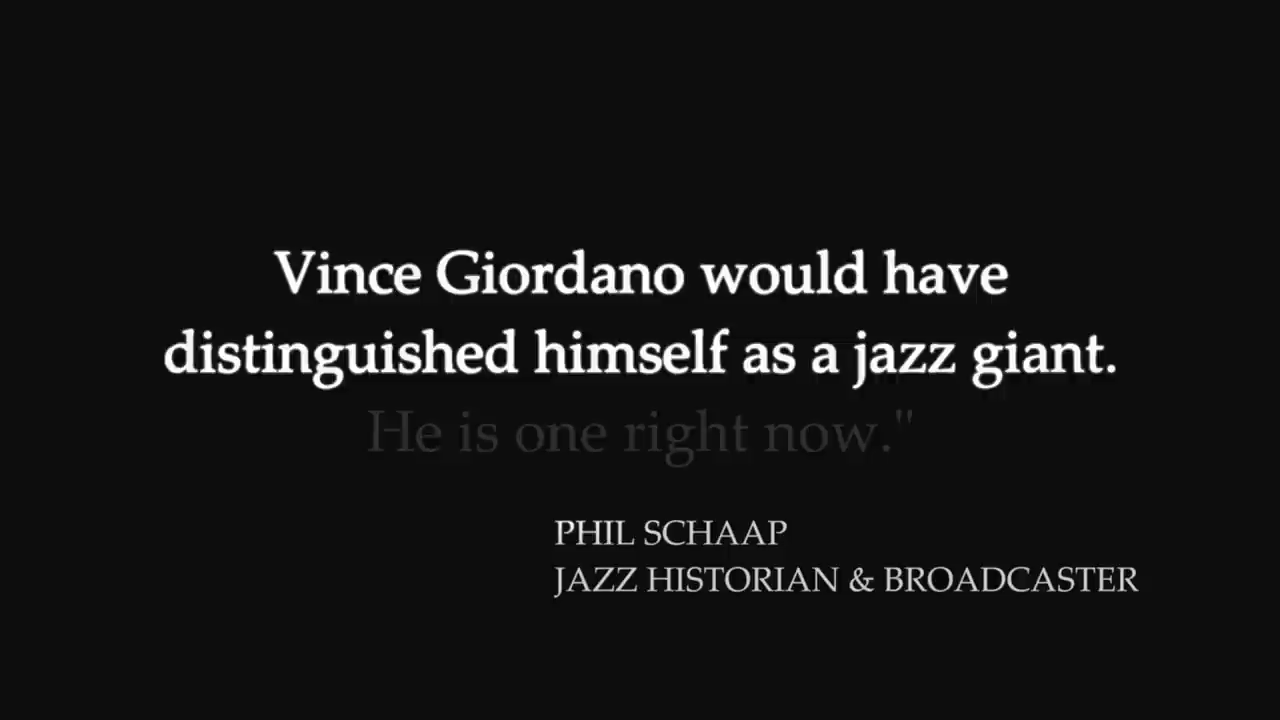 Vince Giordano would have
distinguished himself as a jazz giant.
He is one right now."
PHIL SCHAAP
JAZZ HISTORIAN & BROADCASTER